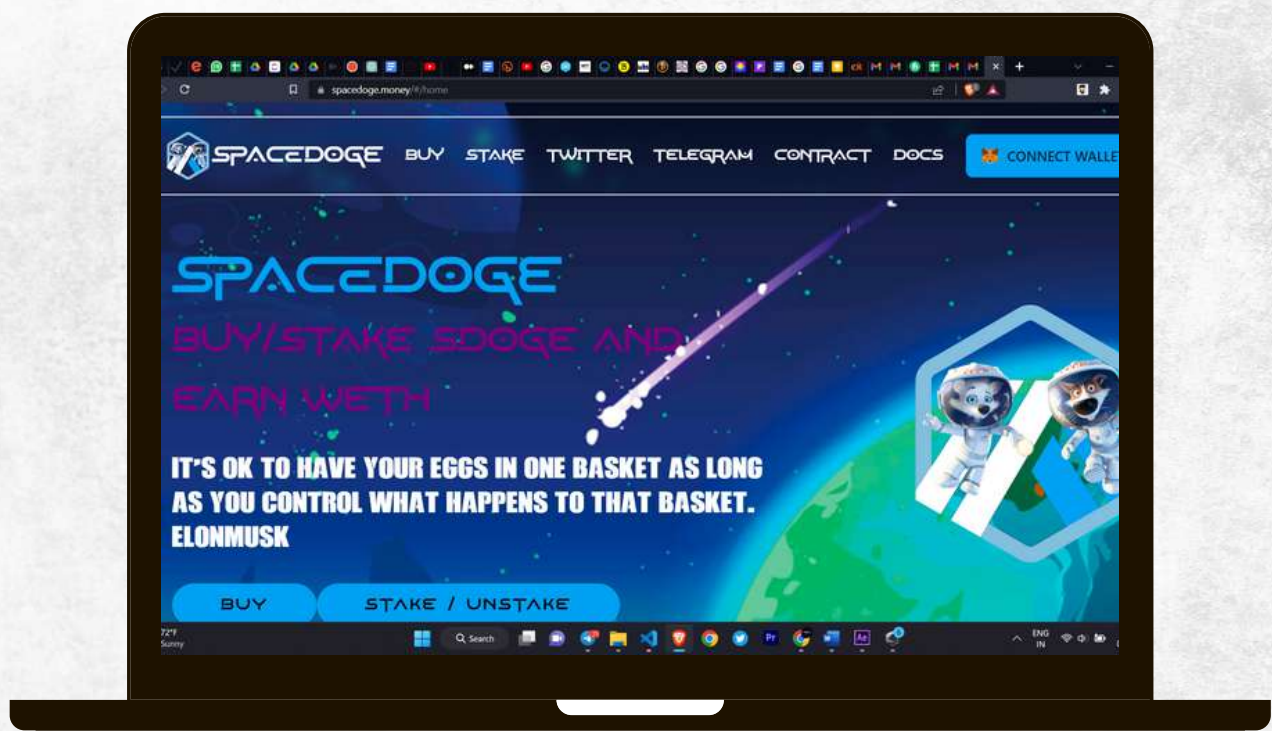 spacedoge.money/#/home
SPACEDOGE BUY STAKE TWITTER TELEGRAM CONTRACT DOCS CONNECT WALLE
SPACEDOGE
BUY/STAKE SDOGE AND
EARN WETH
IT'S OK TO HAVE YOUR EGGS IN ONE BASKET AS LONG
AS YOU CONTROL WHAT HAPPENS TO THAT BASKET.
ELONMUSK
BUY STAKE / UNSTAKE
72°F
Sunny
Search
Pr
Ae
ENG
IN